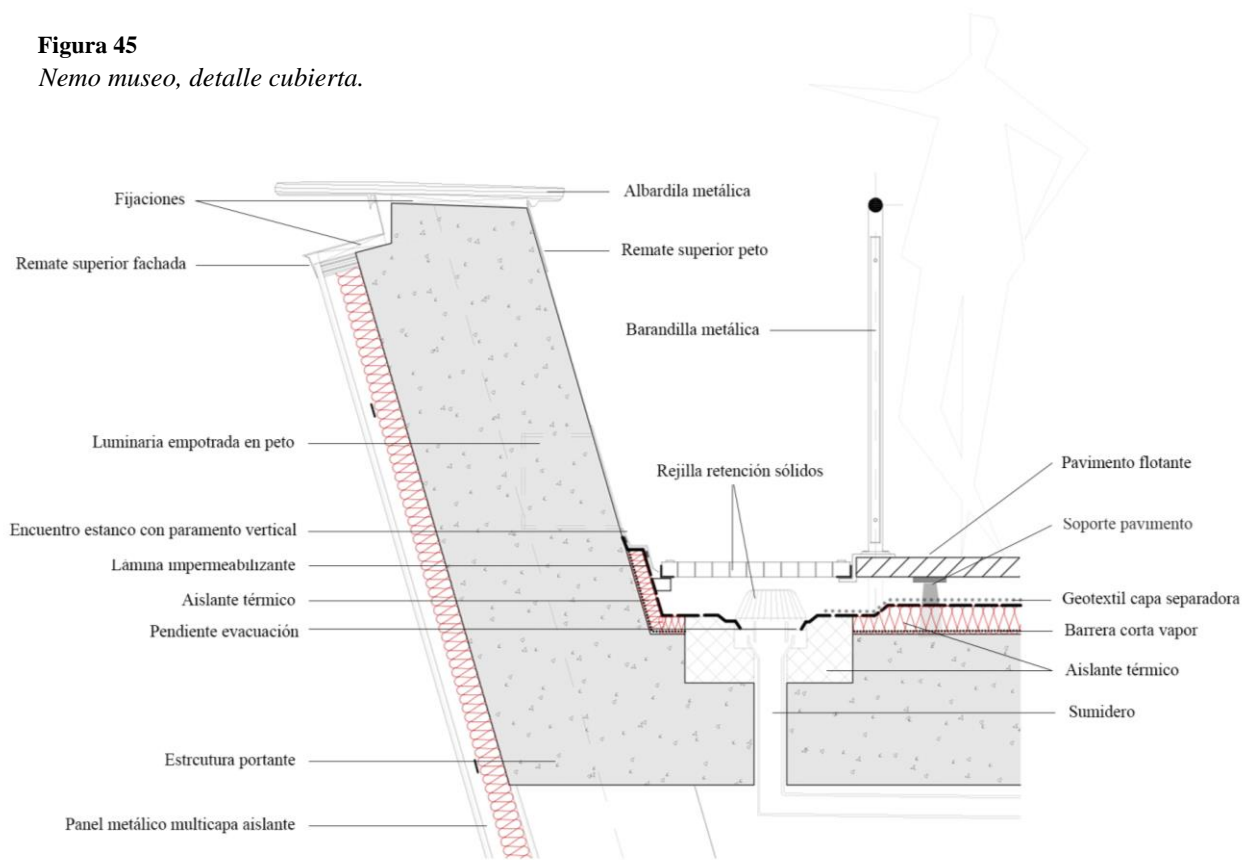 Figura 45
Nemo museo, detalle cubierta.
Fijaciones
Remate superior fachada
Luminaria empotrada en peto
Encuentro estanco con paramento vertical
Lámina impermeabilizante
Aislante térmico
Pendiente evacuación
Estrcutura portante
Panel metálico multicapa aislante
Albardila metálica
Remate superior peto
Barandilla metálica
Rejilla retención sólidos
Pavimento flotante
Soporte pavimento
Geotextil capa separadora
Barrera corta vapor
Aislante térmico
Sumidero